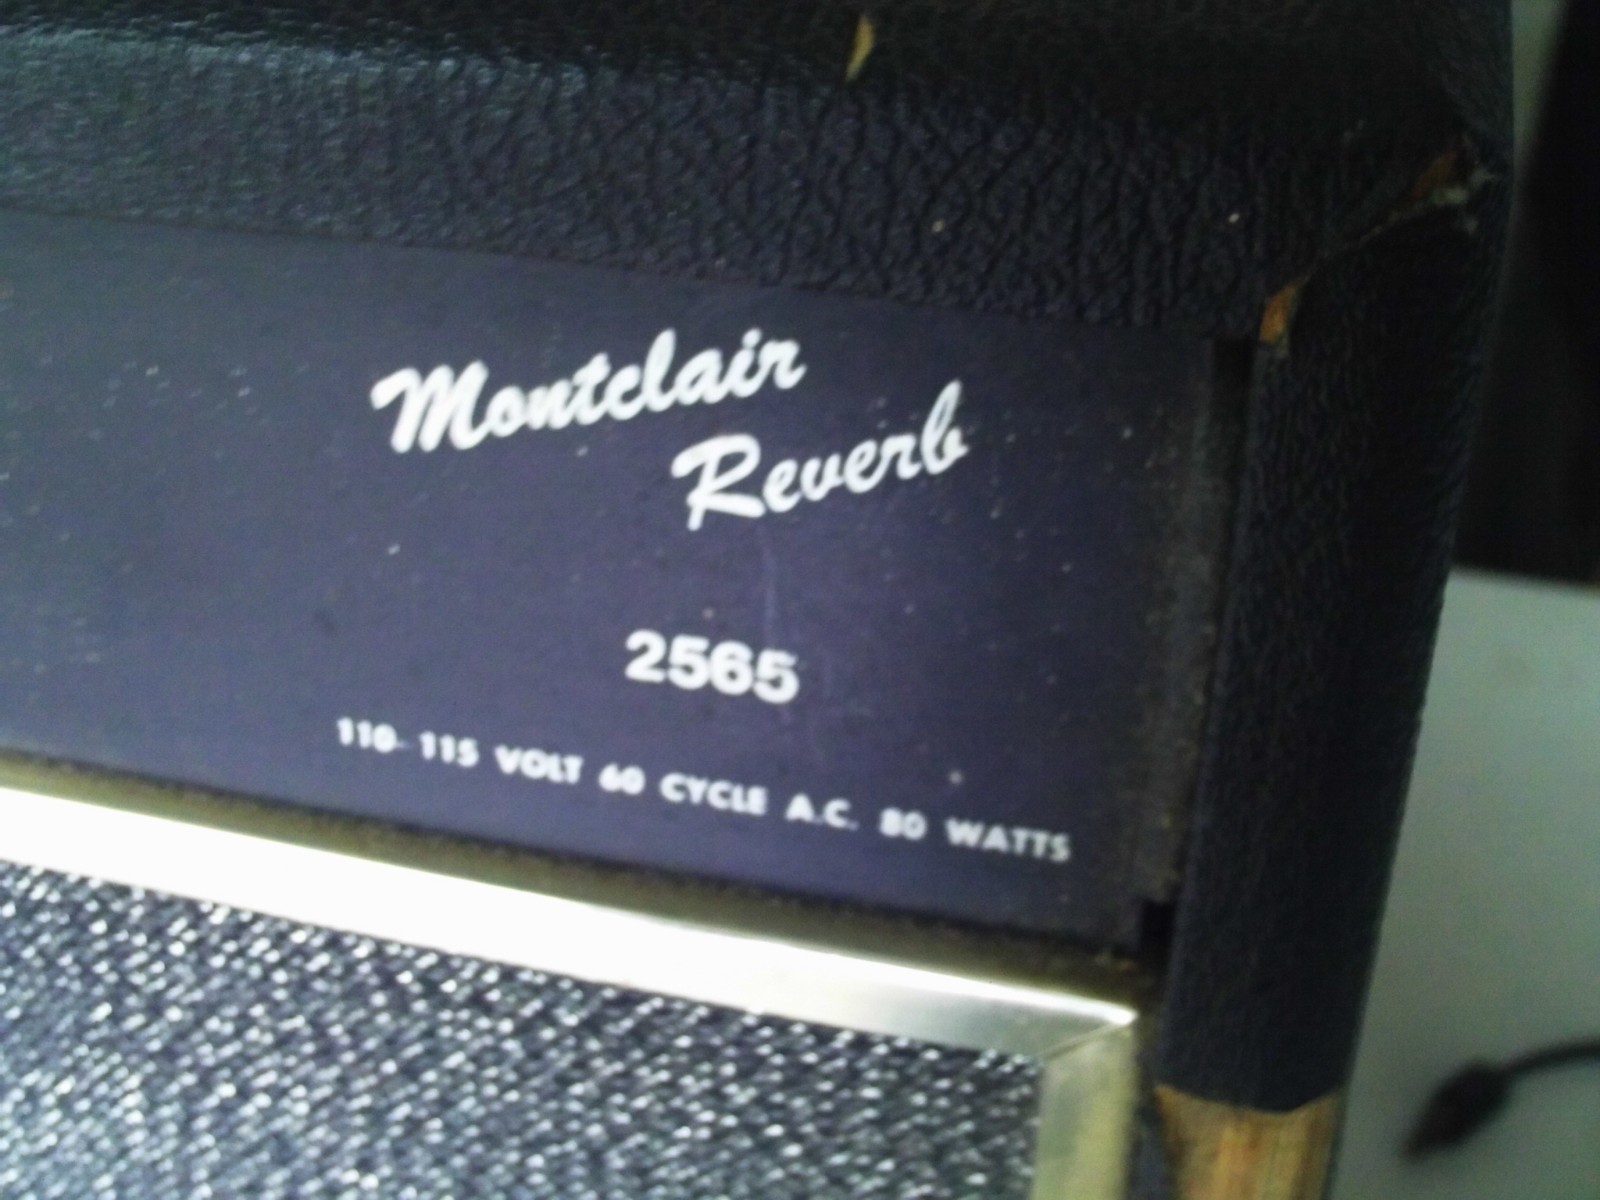 Montclair
Reverb
2565
110-115 VOLT 60 CYCLE A.C. 80 WATTS